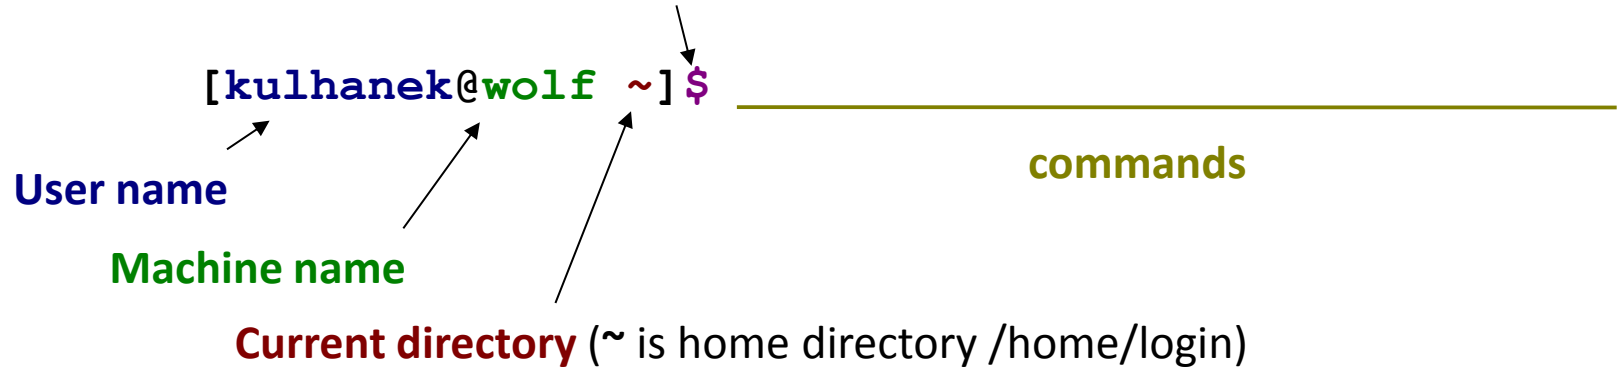 [kulhanek@wolf ~]$
commands
User name
Machine name
Current directory (~ is home directory /home/login)